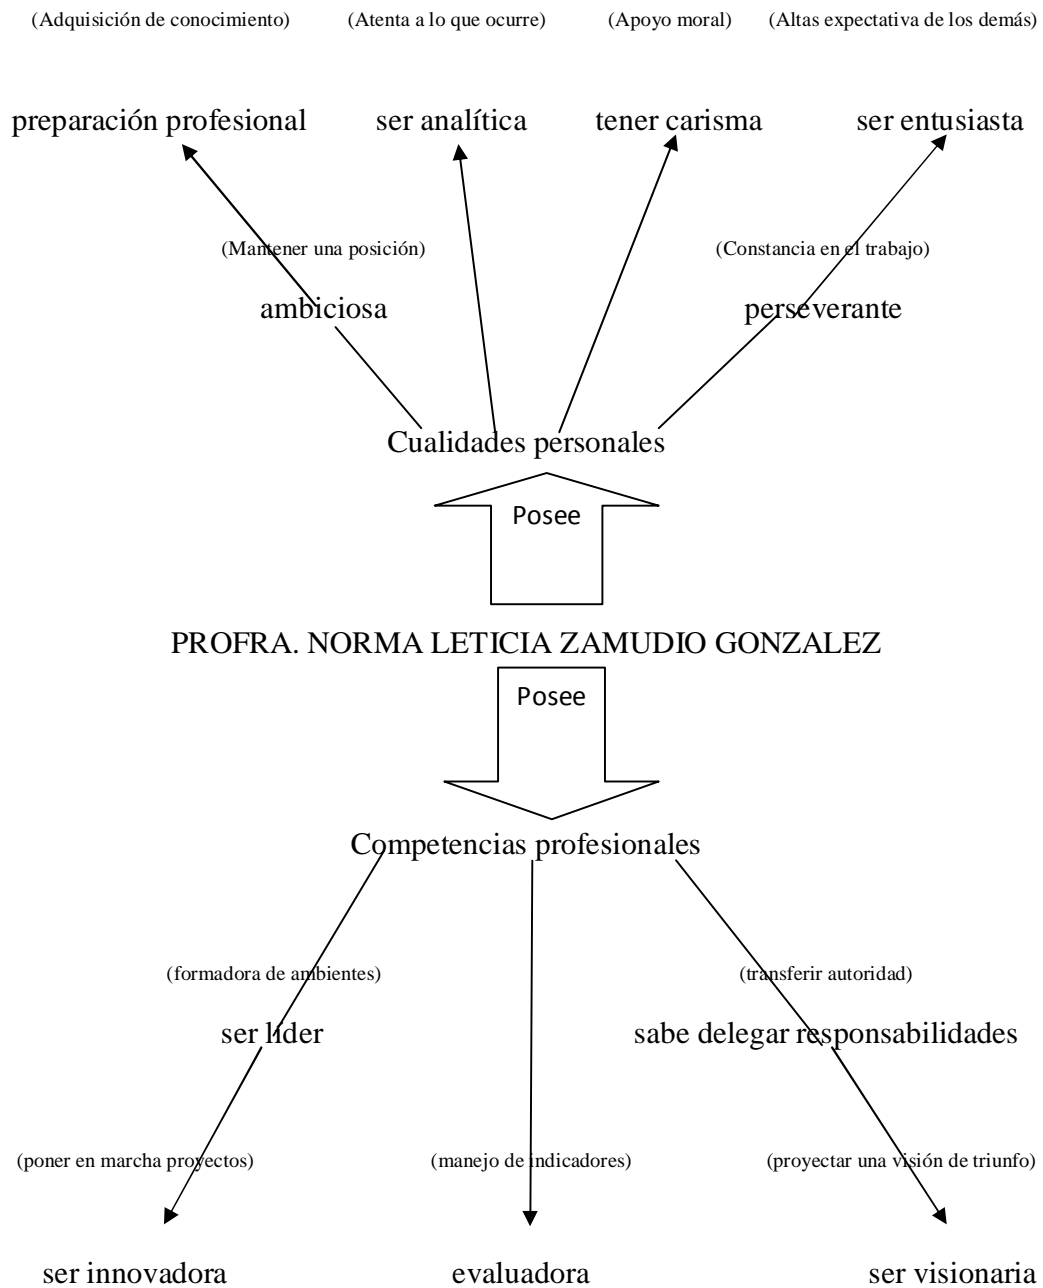 (Adquisición de conocimiento) (Atenta a lo que ocurre) (Apoyo moral) (Altas expectativa de los demás)
preparación profesional ser analítica tener carisma ser entusiasta
(Mantener una posición) (Constancia en el trabajo)
ambiciosa perseverante
Cualidades personales
Posee
PROFRA. NORMA LETICIA ZAMUDIO GONZALEZ
Posee
Competencias profesionales
(formadora de ambientes) (transferir autoridad)
ser líder sabe delegar responsabilidades
(poner en marcha proyectos) (manejo de indicadores) (proyectar una visión de triunfo)
ser innovadora evaluadora ser visionaria